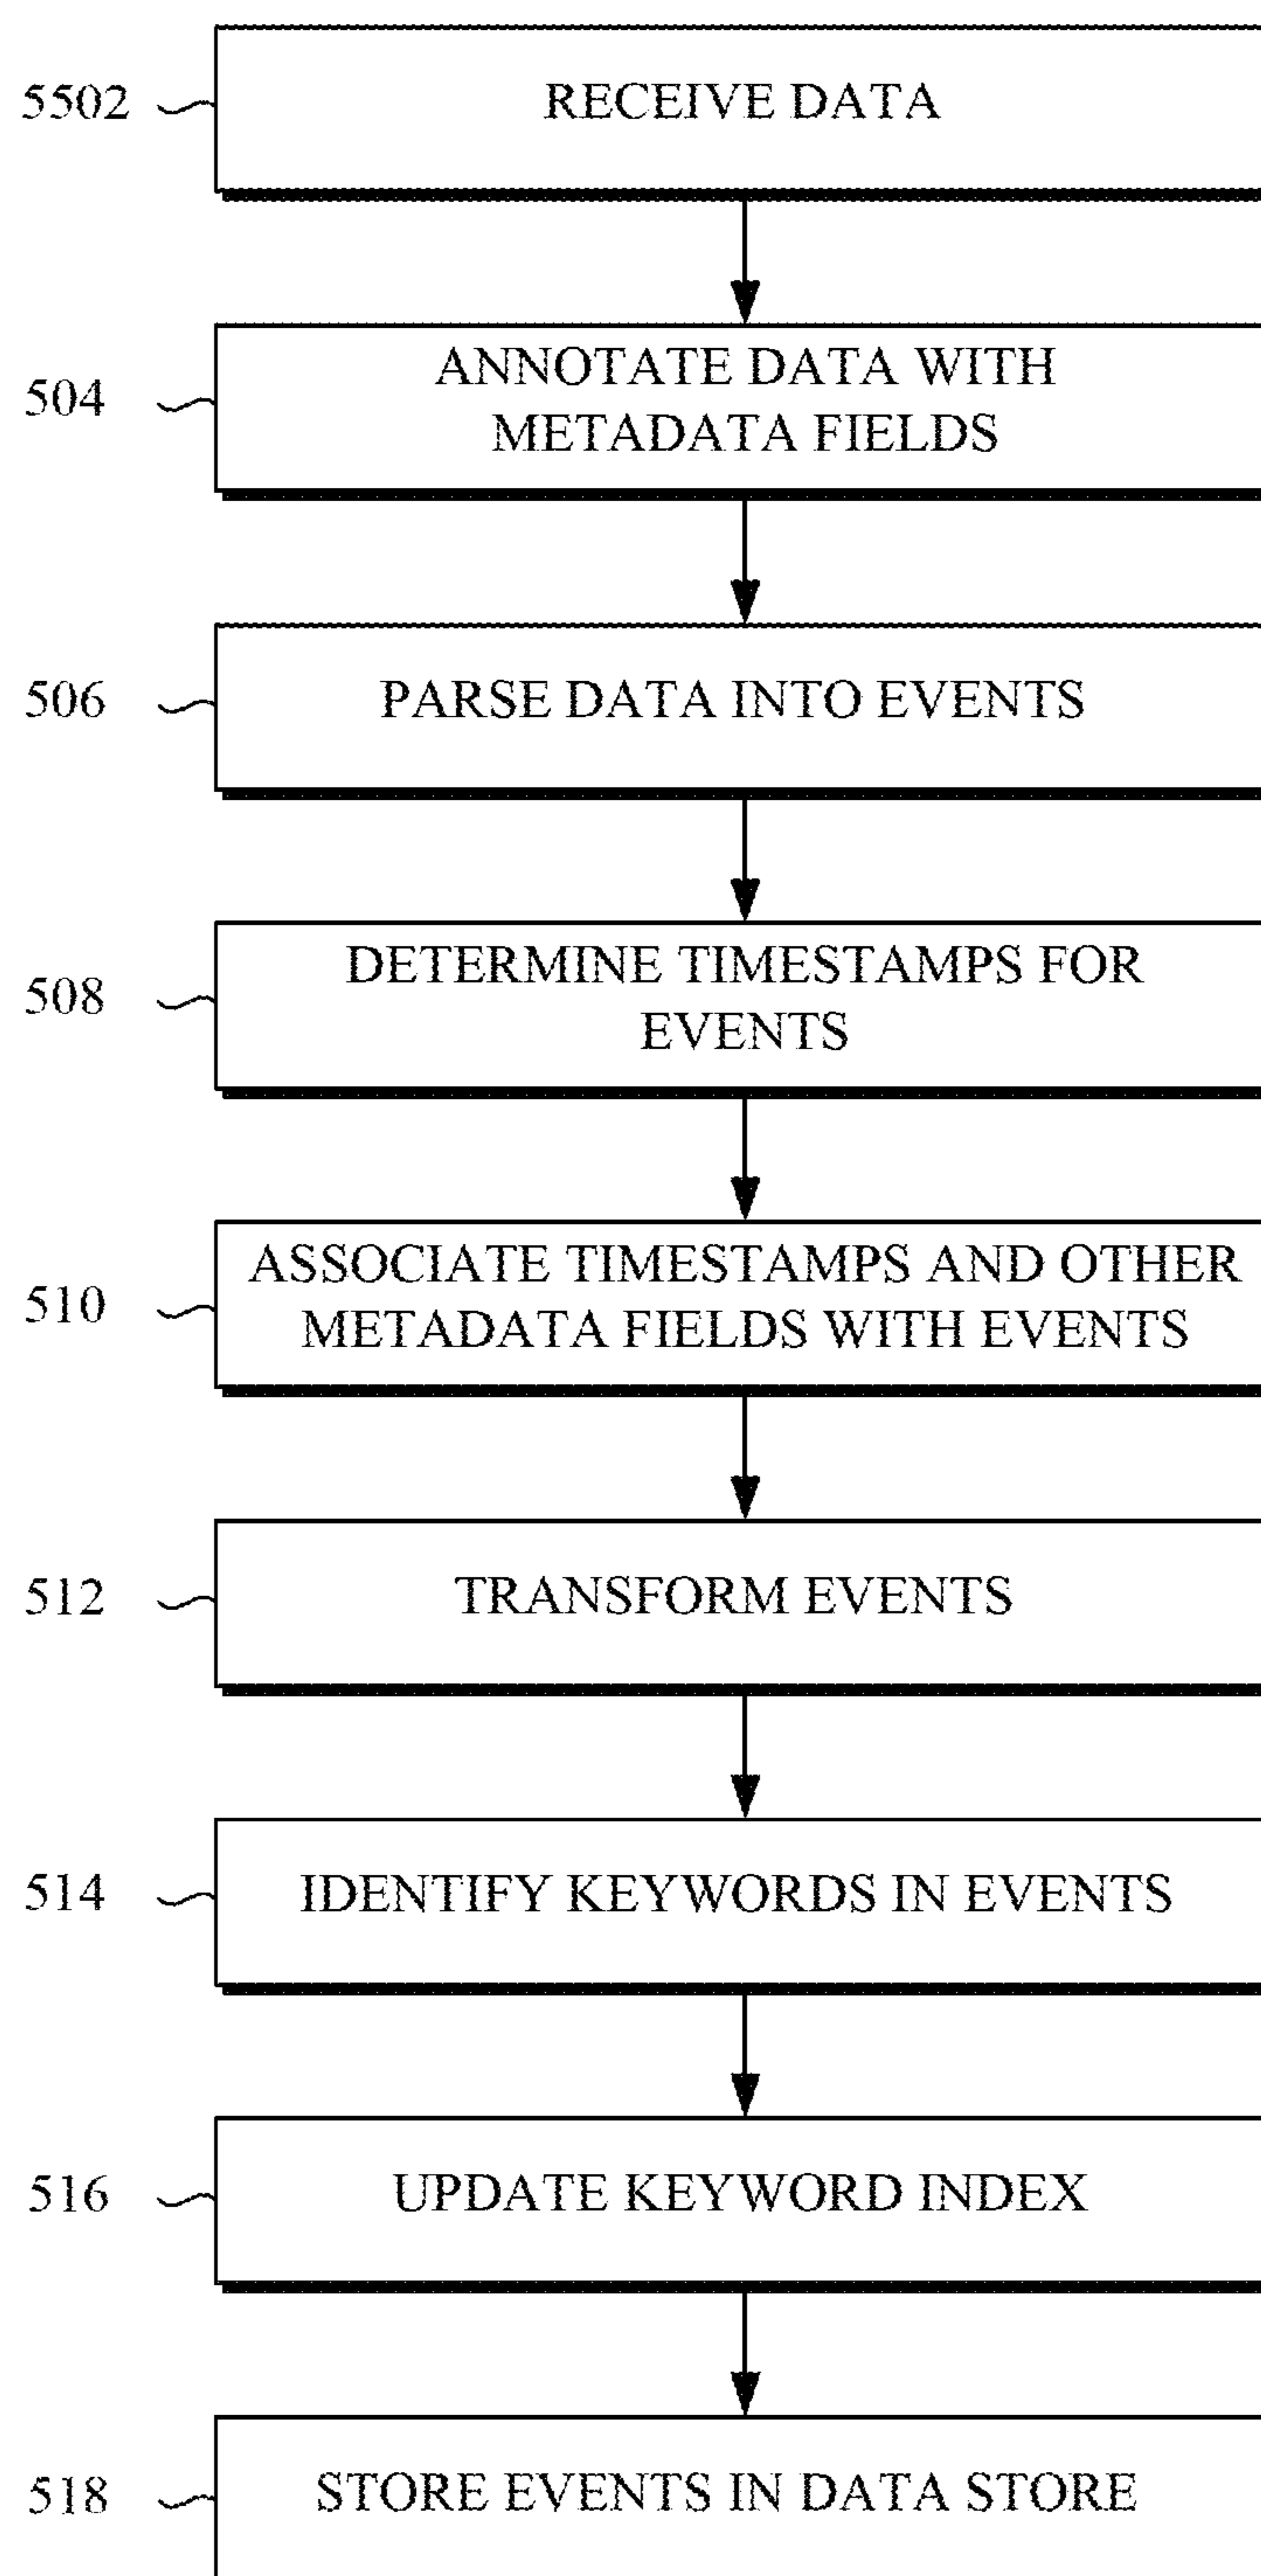 5502 RECEIVE DATA
504 ANNOTATE DATA WITH
METADATA FIELDS
506 PARSE DATA INTO EVENTS
508 DETERMINE TIMESTAMPS FOR
EVENTS
510 ASSOCIATE TIMESTAMPS AND OTHER
METADATA FIELDS WITH EVENTS
512 TRANSFORM EVENTS
514 IDENTIFY KEYWORDS IN EVENTS
516 UPDATE KEYWORD INDEX
518 STORE EVENTS IN DATA STORE